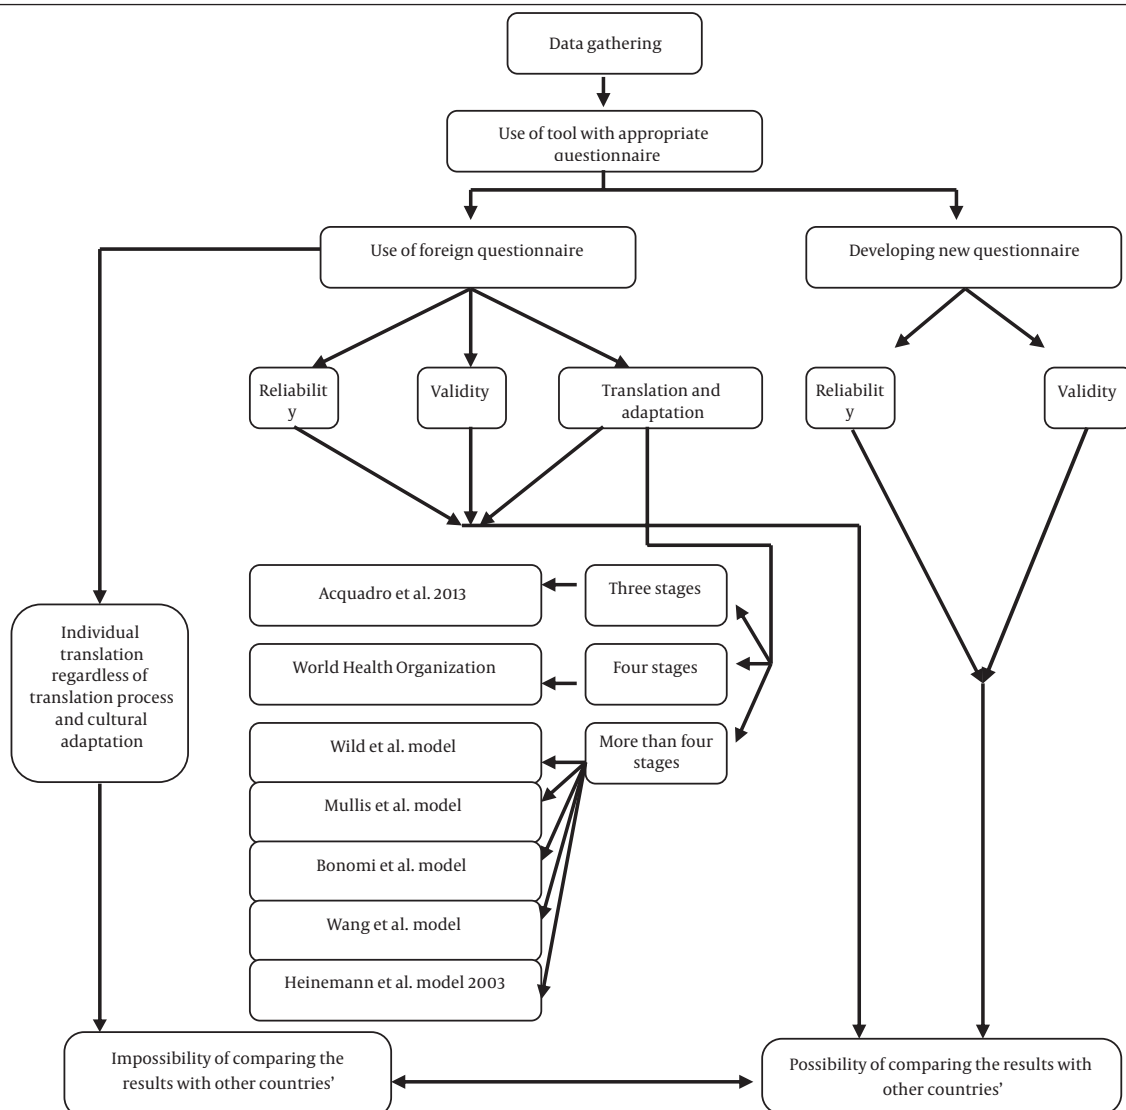 Data gathering
Use of tool with appropriate
questionnaire
Use of foreign questionnaire
Developing new questionnaire
Reliabilit
y
Validity
Translation and
adaptation
Reliabilit
y
Validity
Acquadro et al. 2013
Three stages
World Health Organization
Four stages
Individual
translation
regardless of
translation process
and cultural
adaptation
Wild et al. model
More than four
stages
Mullis et al. model
Bonomi et al. model
Wang et al. model
Heinemann et al. model 2003
Impossibility of comparing the
results with other countries’
Possibility of comparing the results with
other countries’